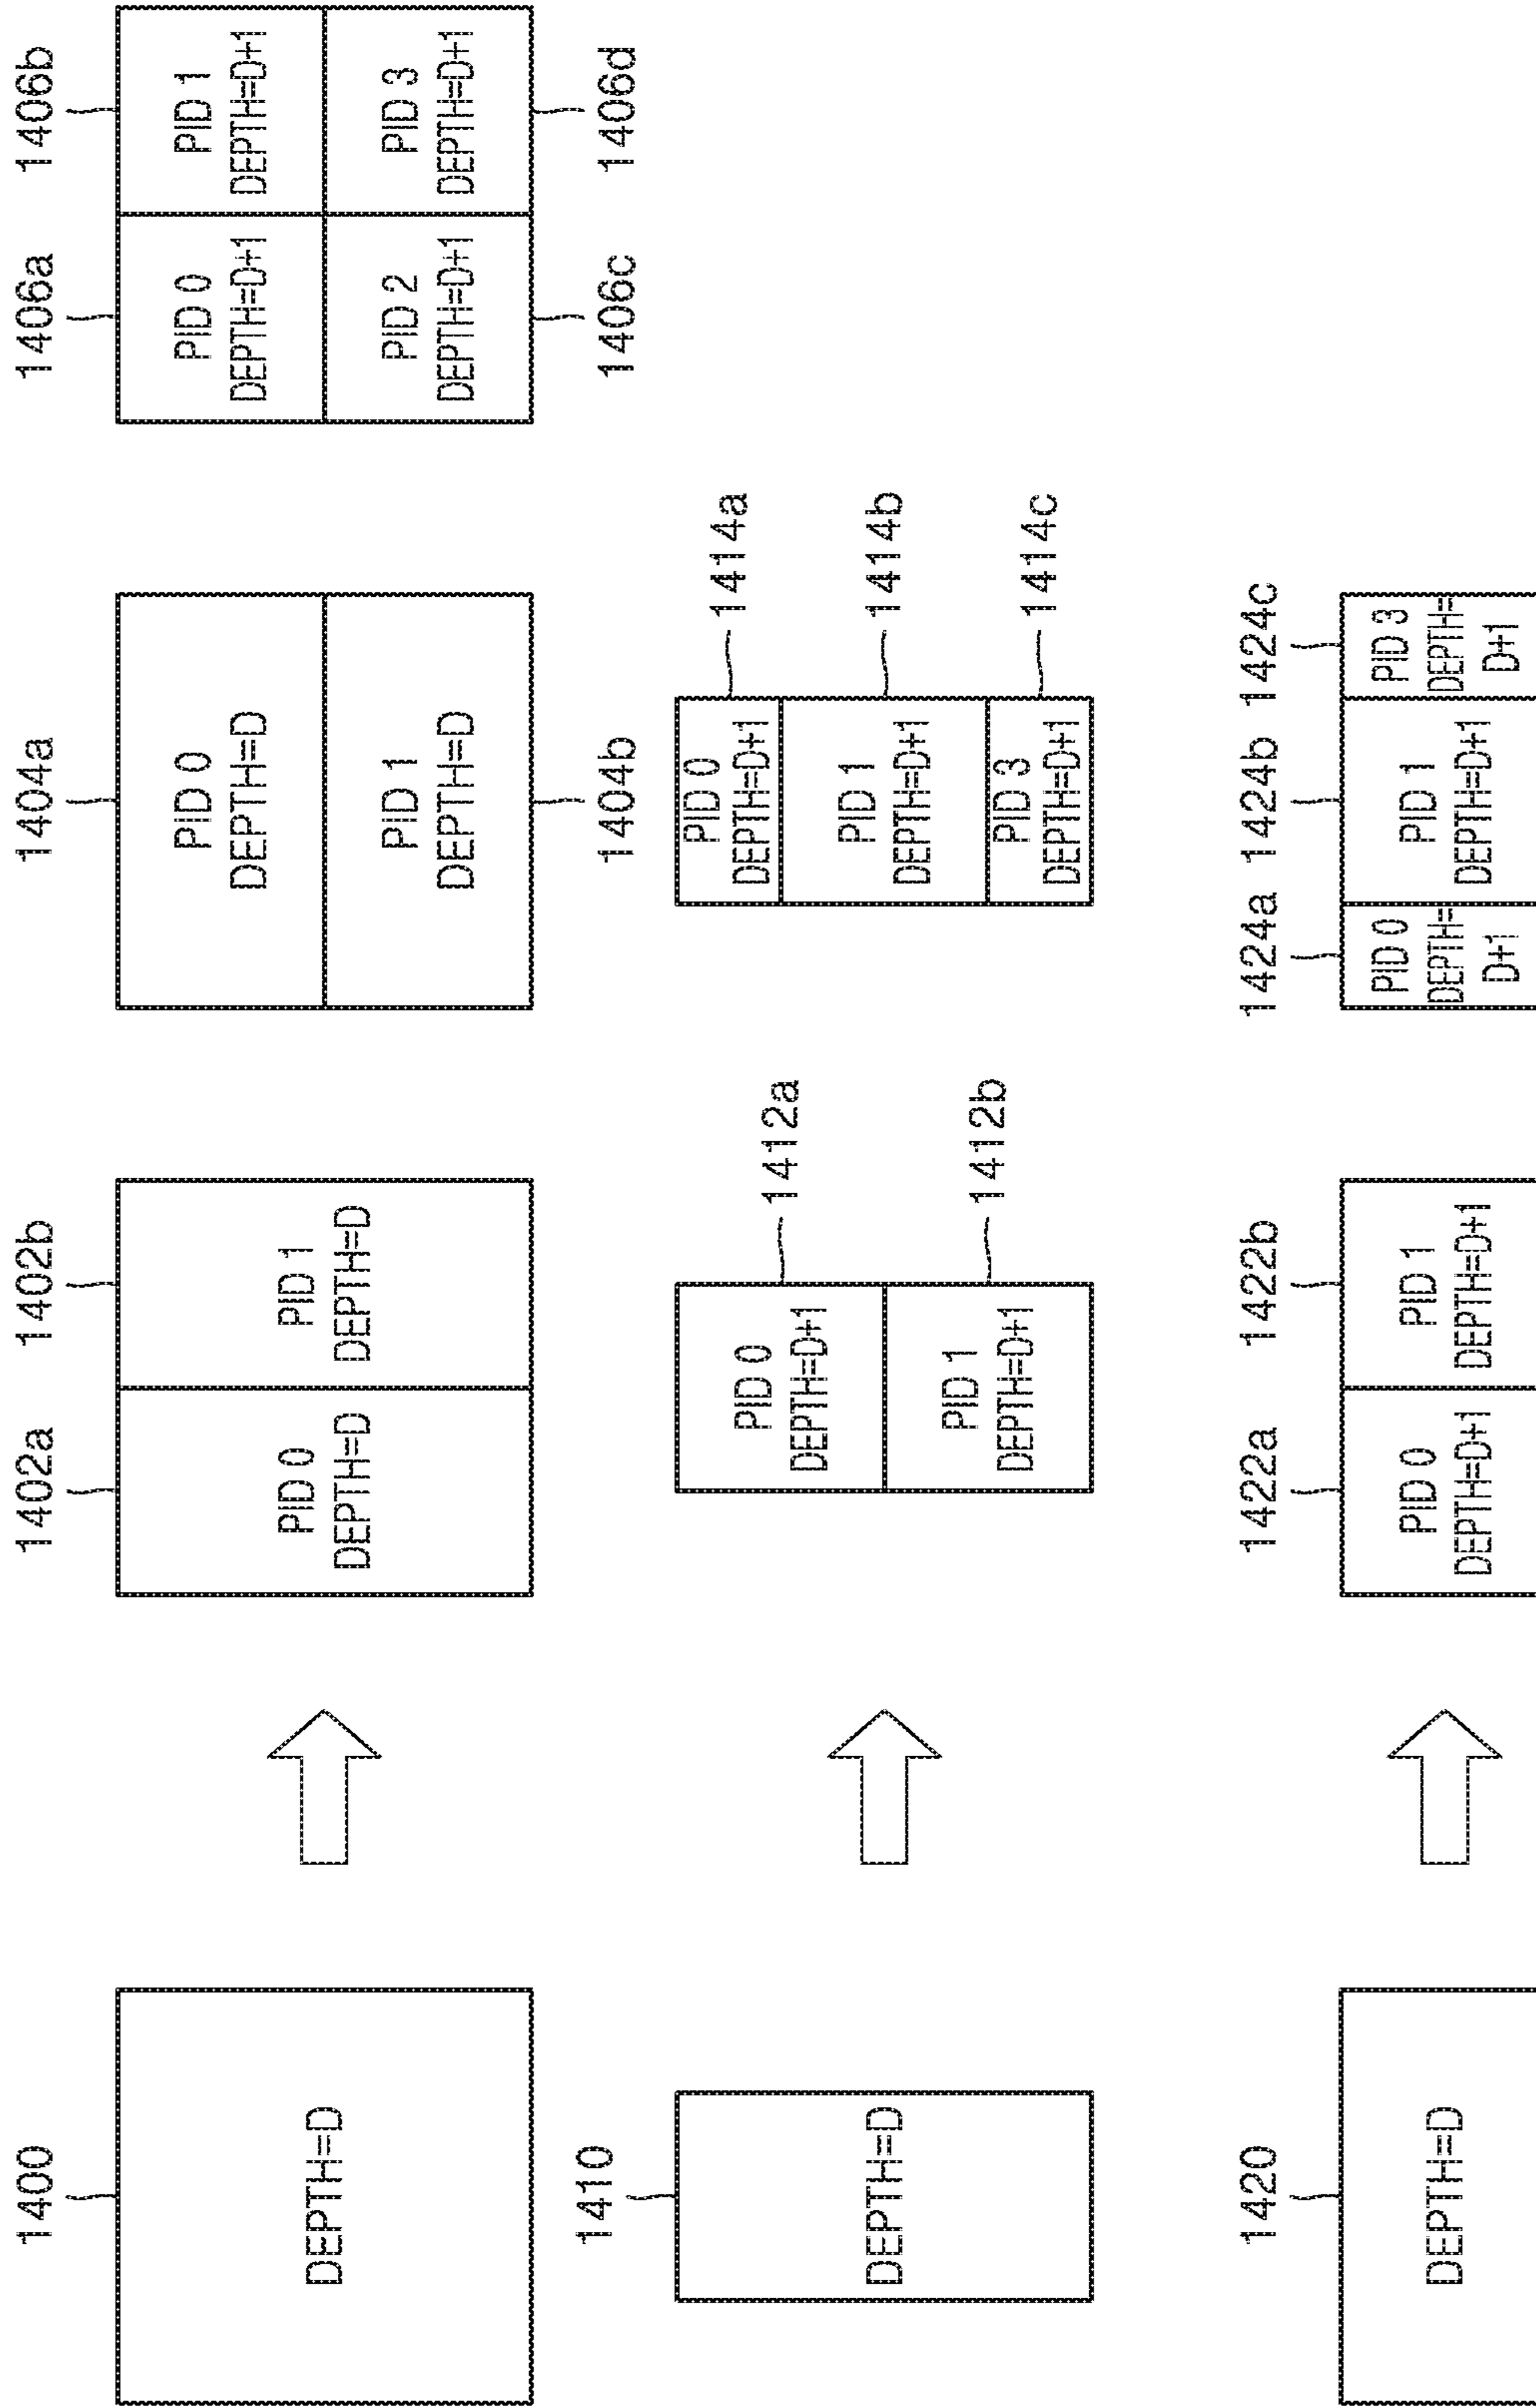 1400
DEPTH=D
1402a
1402b
PID 0
DEPTH=D
PID 1
DEPTH=D
1404a
PID 0
DEPTH=D
PID 1
DEPTH=D
1404b
1406a
1406b
PID 0
DEPTH=D+1
PID 1
DEPTH=D+1
PID 2
DEPTH=D+1
PID 3
DEPTH=D+1
1406c
1406d
1410
DEPTH=D
PID 0
DEPTH=D+1
1412a
PID 1
DEPTH=D+1
1412b
PID 0
DEPTH=D+1
1414a
PID 1
DEPTH=D+1
1414b
PID 3
DEPTH=D+1
1414c
1420
DEPTH=D
1422a
1422b
PID 0
DEPTH=D+1
PID 1
DEPTH=D+1
1424a
1424b
1424c
PID 0
DEPTH=
D+1
PID 1
DEPTH=D+1
PID 3
DEPTH=
D+1